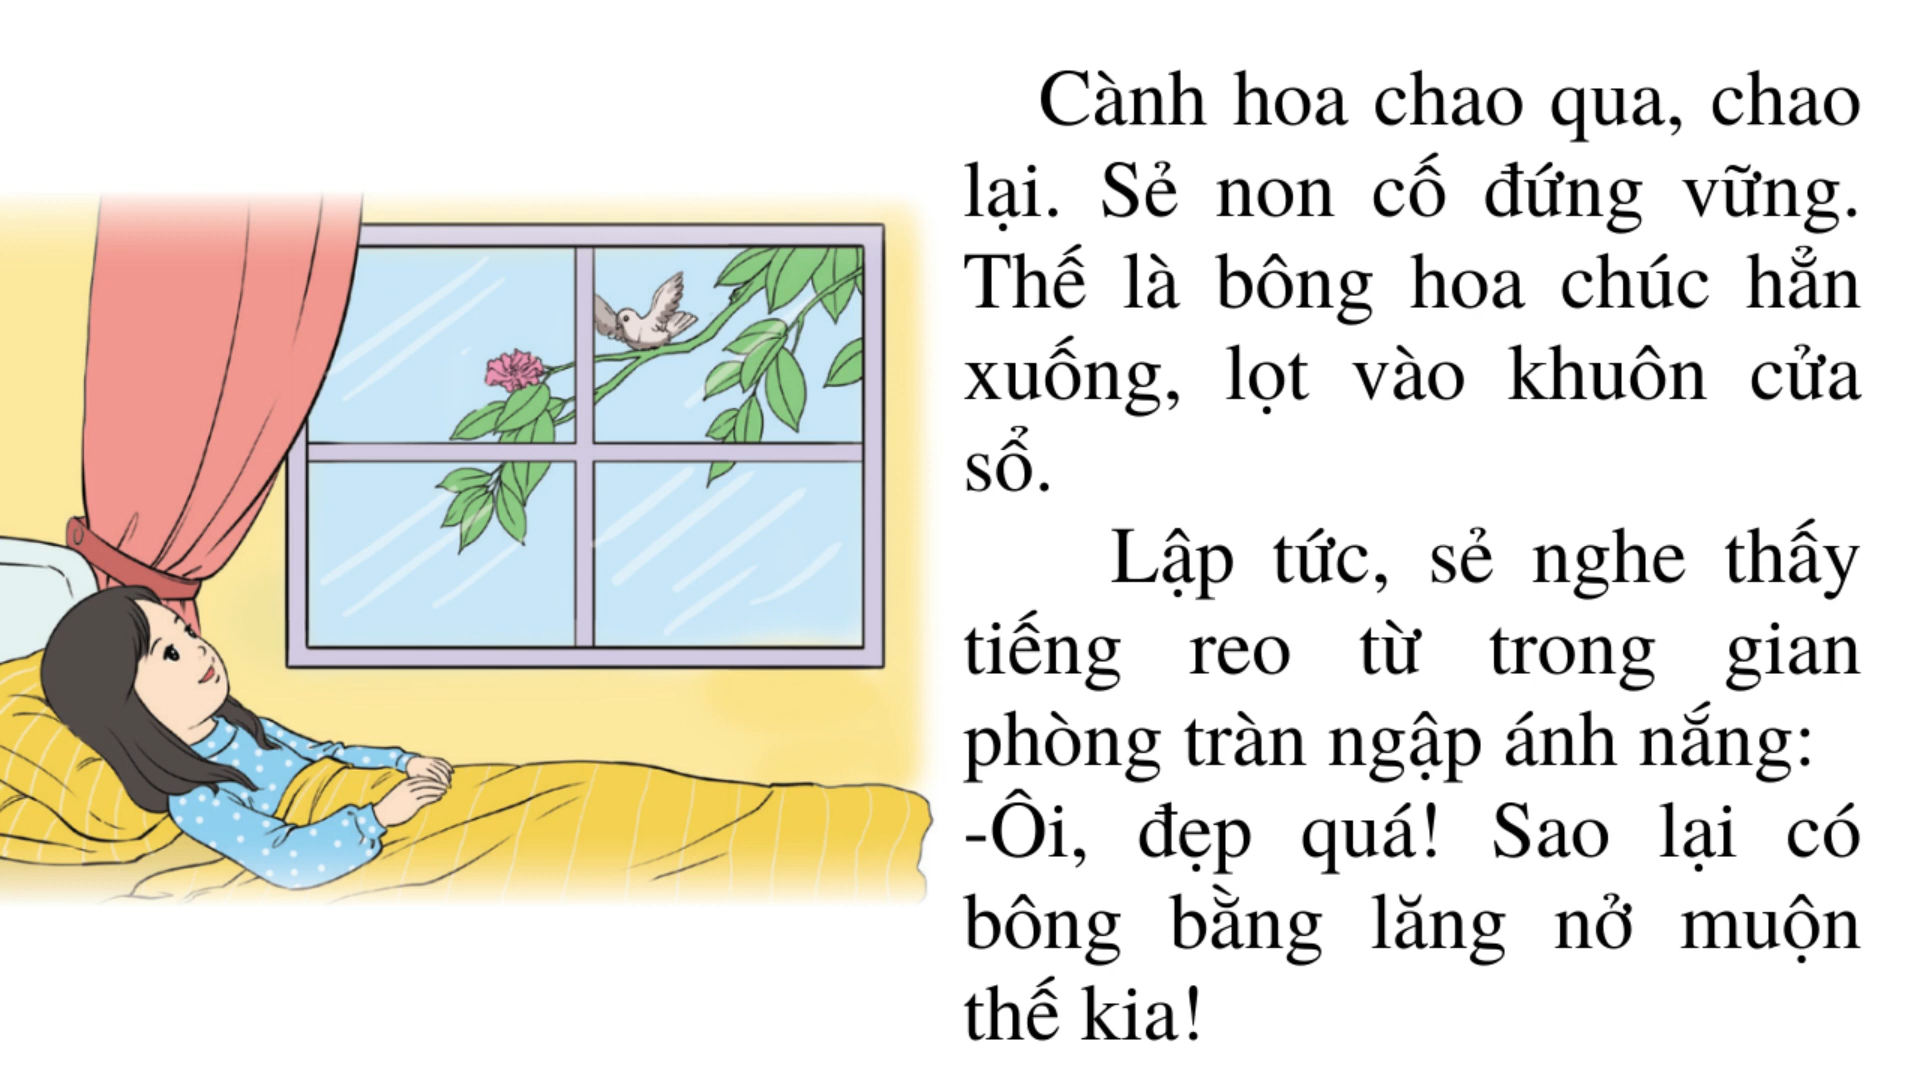 Cành hoa chao qua, chao
lại. Sẻ non cố đứng vững.
Thế là bông hoa chúc hẳn
xuống, lọt vào khuôn cửa
sổ.
Lập tức, sẻ nghe thấy
tiếng reo từ trong gian
phòng tràn ngập ánh nắng:
-Ôi, đẹp quá! Sao lại có
bông bằng lăng nở muộn
thế kia!